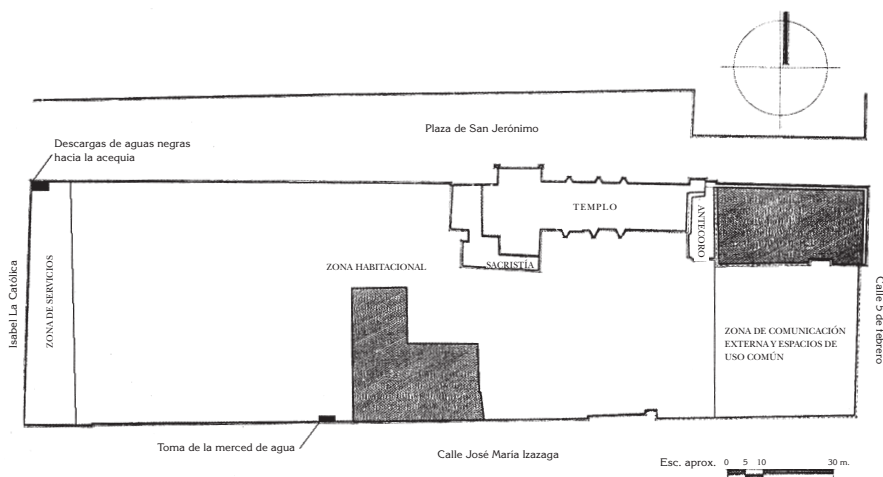 Plaza de San Jerónimo
Descargas de aguas negras
hacia la acequia
TEMPLO
ANTECORO
SACRISTÍA
ZONA HABITACIONAL
ZONA DE SERVICIOS
Isabel La Católica
Calle 5 de febrero
ZONA DE COMUNICACIÓN
EXTERNA Y ESPACIOS DE
USO COMÚN
Toma de la merced de agua
Calle José María Izazaga
Esc. aprox. 0 5 10 30 m.